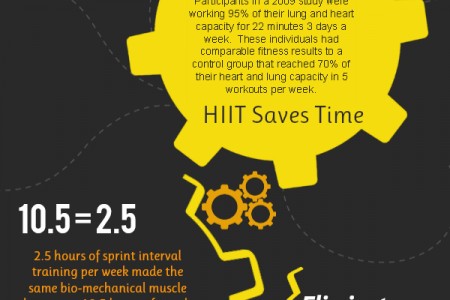 Participants in a 2009 study were
working 95% of their lung and heart
capacity for 22 minutes 3 days a
week. These individuals had
comparable fitness results to a
control group that reached 70% of
their heart and lung capacity in 5
workouts per week.
HIIT Saves Time
10.5=2.5
2.5 hours of sprint interval
training per week made the
same bio-mechanical muscle